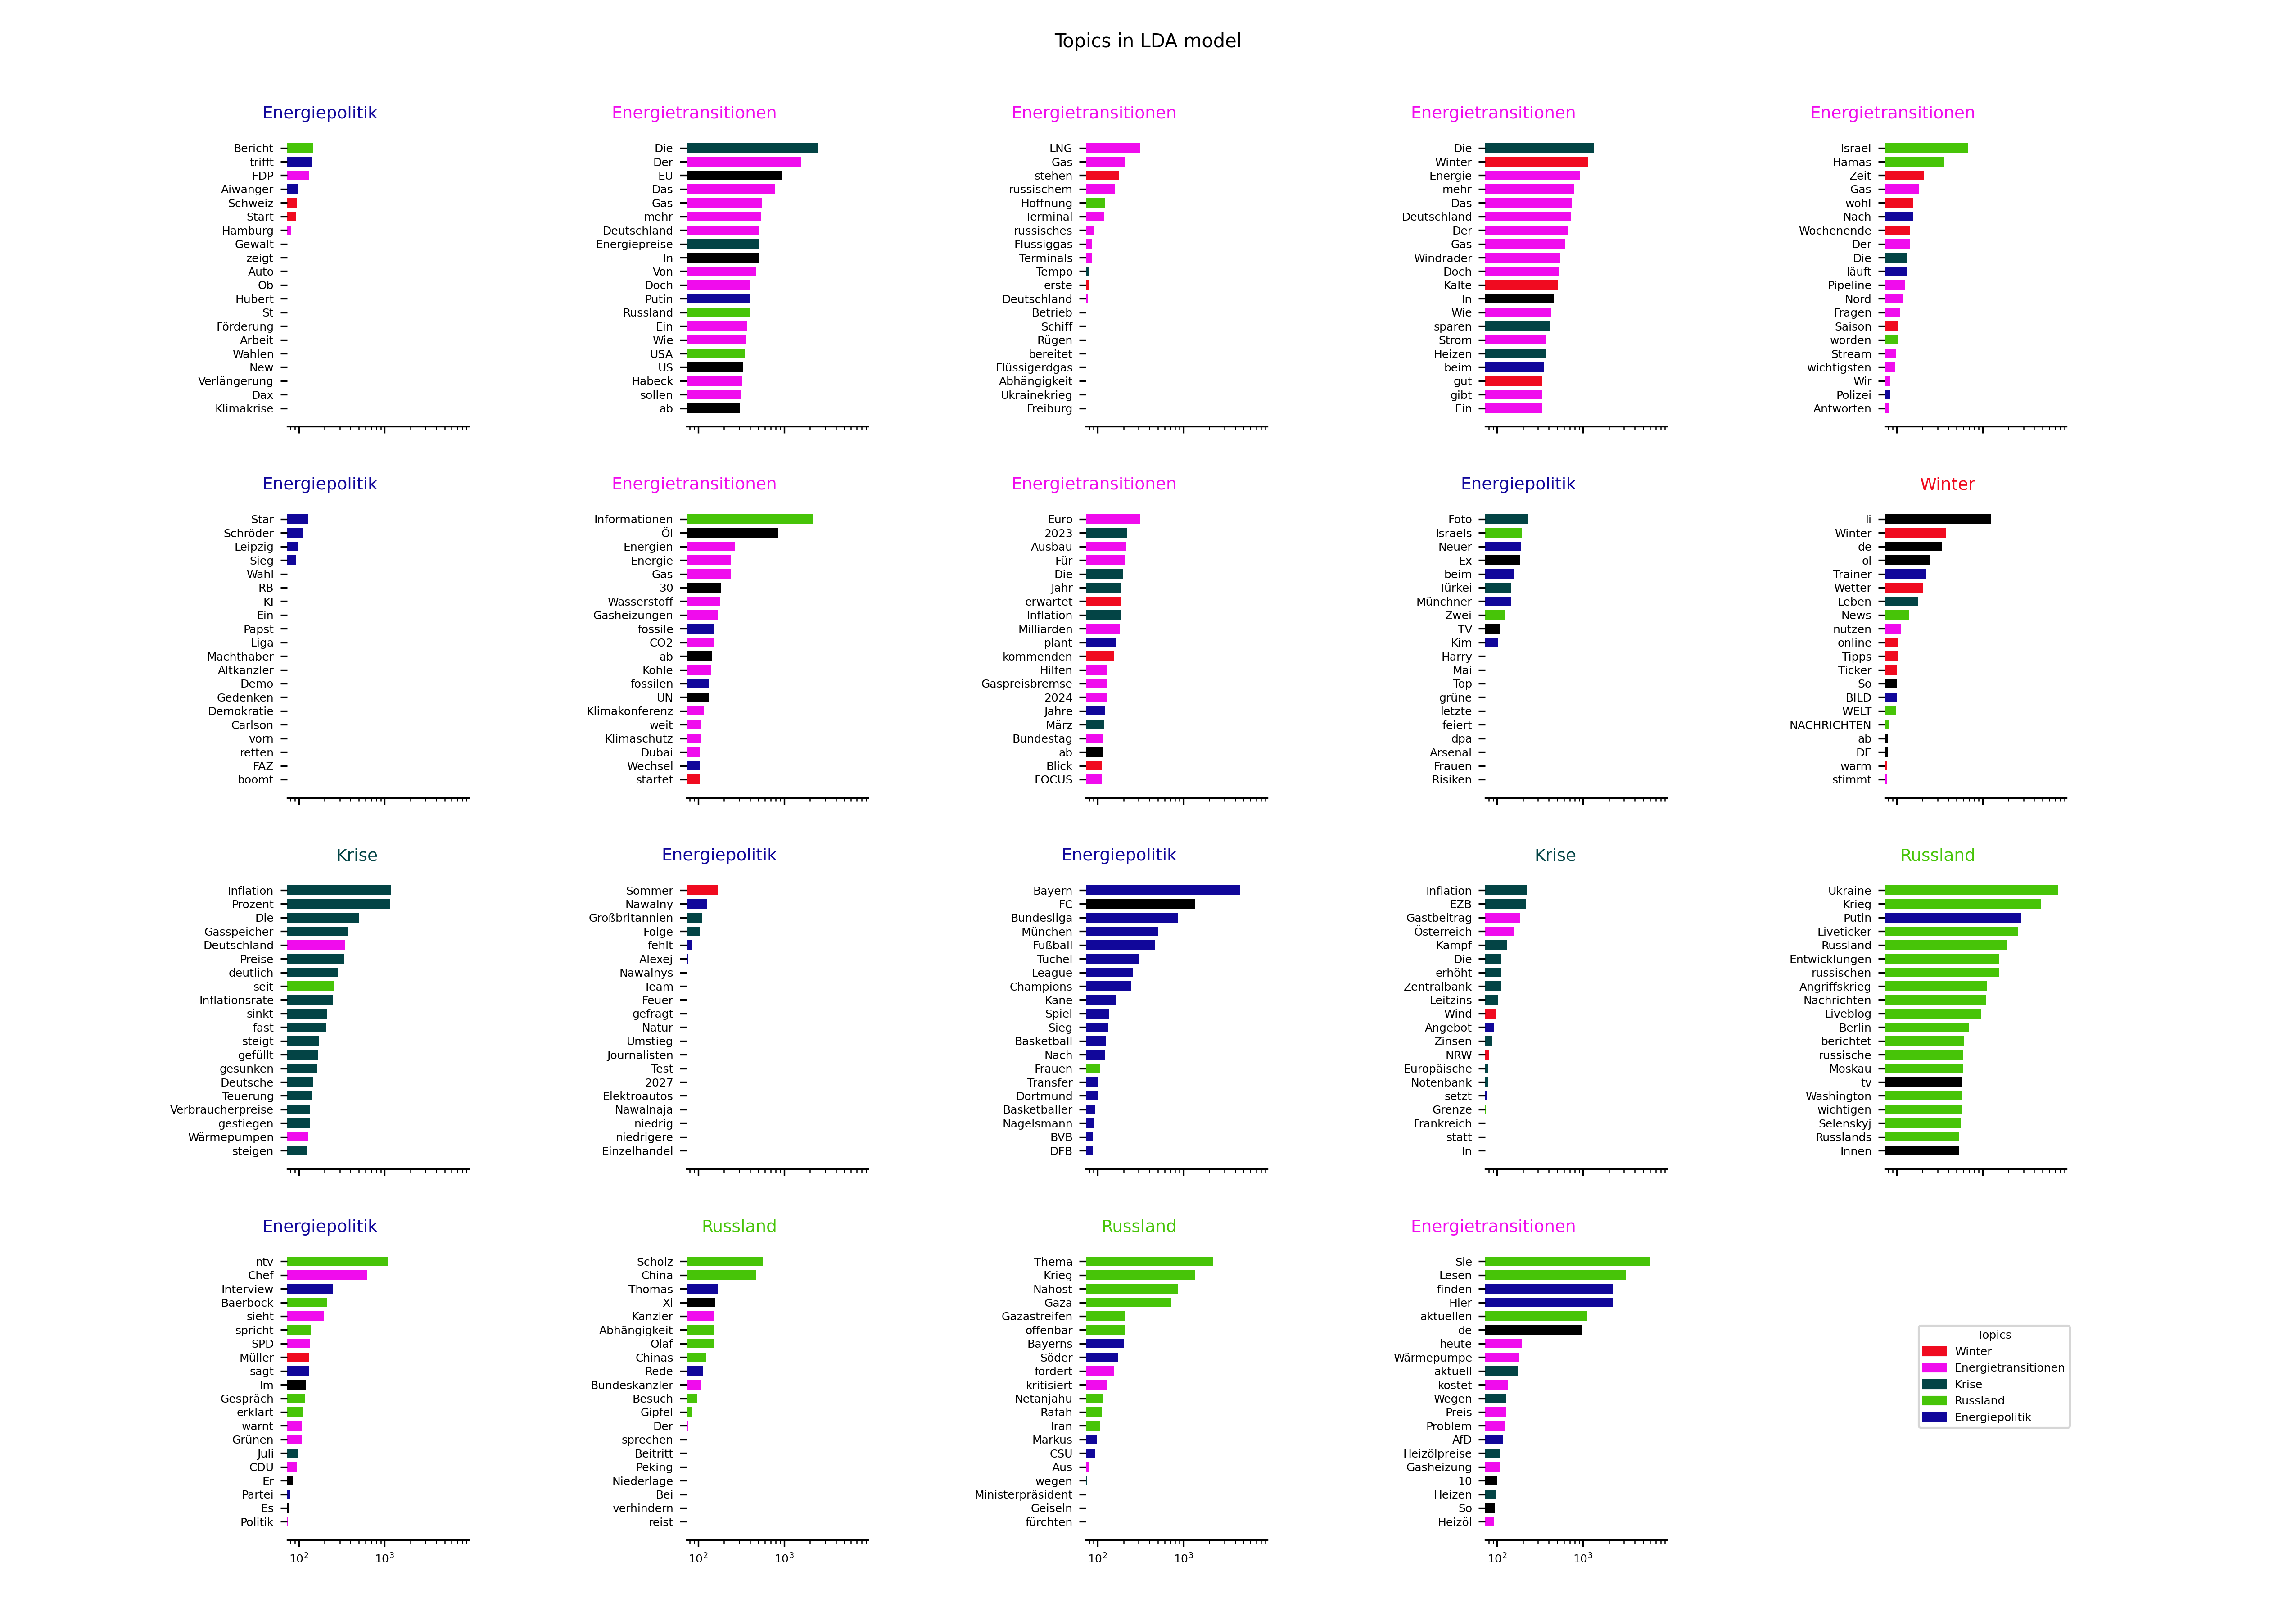 Topics in LDA model
Energiepolitik
Bericht
trifft
FDP
Aiwanger
Schweiz
Start
Hamburg
Gewalt
zeigt
Auto
Ob
Hubert
St
Förderung
Arbeit
Wahlen
New
Verlängerung
Dax
Klimakrise
Energietransitionen
Die
Der
EU
Das
Gas
mehr
Deutschland
Energiepreise
In
Von
Doch
Putin
Russland
Ein
Wie
USA
US
Habeck
sollen
ab
Energietransitionen
LNG
Gas
stehen
russischem
Hoffnung
Terminal
russisches
Flüssiggas
Terminals
Tempo
erste
Deutschland
Betrieb
Schiff
Rügen
bereitet
Flüssigerdgas
Abhängigkeit
Ukrainekrieg
Freiburg
Energietransitionen
Die
Winter
Energie
mehr
Das
Deutschland
Der
Gas
Windräder
Doch
Kälte
In
Wie
sparen
Strom
Heizen
beim
gut
gibt
Ein
Energietransitionen
Israel
Hamas
Zeit
Gas
wohl
Nach
Wochenende
Der
Die
läuft
Pipeline
Nord
Fragen
Saison
worden
Stream
wichtigsten
Wir
Polizei
Antworten
Energiepolitik
Star
Schröder
Leipzig
Sieg
Wahl
RB
KI
Ein
Papst
Liga
Machthaber
Altkanzler
Demo
Gedenken
Demokratie
Carlson
vorn
retten
FAZ
boomt
Energietransitionen
Informationen
Öl
Energien
Energie
Gas
30
Wasserstoff
Gasheizungen
fossile
CO2
ab
Kohle
fossilen
UN
Klimakonferenz
weit
Klimaschutz
Dubai
Wechsel
startet
Energietransitionen
Euro
2023
Ausbau
Für
Die
Jahr
erwartet
Inflation
Milliarden
plant
kommenden
Hilfen
Gaspreisbremse
2024
Jahre
März
Bundestag
ab
Blick
FOCUS
Energiepolitik
Foto
Israels
Neuer
Ex
beim
Türkei
Münchner
Zwei
TV
Kim
Harry
Mai
Top
grüne
letzte
feiert
dpa
Arsenal
Frauen
Risiken
Winter
li
Winter
de
ol
Trainer
Wetter
Leben
News
nutzen
online
Tipps
Ticker
So
BILD
WELT
NACHRICHTEN
ab
DE
warm
stimmt
Krise
Inflation
Prozent
Die
Gasspeicher
Deutschland
Preise
deutlich
seit
Inflationsrate
sinkt
fast
steigt
gefüllt
gesunken
Deutsche
Teuerung
Verbraucherpreise
gestiegen
Wärmepumpen
steigen
Energiepolitik
Sommer
Nawalny
Großbritannien
Folge
fehlt
Alexej
Nawalnys
Team
Feuer
gefragt
Natur
Umstieg
Journalisten
Test
2027
Elektroautos
Nawalnaja
niedrig
niedrigere
Einzelhandel
Energiepolitik
Bayern
FC
Bundesliga
München
Fußball
Tuchel
League
Champions
Kane
Spiel
Sieg
Basketball
Nach
Frauen
Transfer
Dortmund
Basketballer
Nagelsmann
BVB
DFB
Krise
Inflation
EZB
Gastbeitrag
Österreich
Kampf
Die
erhöht
Zentralbank
Leitzins
Wind
Angebot
Zinsen
NRW
Europäische
Notenbank
setzt
Grenze
Frankreich
statt
In
Russland
Ukraine
Krieg
Putin
Liveticker
Russland
Entwicklungen
russischen
Angriffskrieg
Nachrichten
Liveblog
Berlin
berichtet
russische
Moskau
tv
Washington
wichtigen
Selenskyj
Russlands
Innen
Energiepolitik
ntv
Chef
Interview
Baerbock
sieht
spricht
SPD
Müller
sagt
Im
Gespräch
erklärt
warnt
Grünen
Juli
CDU
Er
Partei
Es
Politik
10² 10³
Russland
Scholz
China
Thomas
Xi
Kanzler
Abhängigkeit
Olaf
Chinas
Rede
Bundeskanzler
Besuch
Gipfel
Der
sprechen
Beitritt
Peking
Niederlage
Bei
verhindern
reist
10² 10³
Russland
Thema
Krieg
Nahost
Gaza
Gazastreifen
offenbar
Bayerns
Söder
fordert
kritisiert
Netanjahu
Rafah
Iran
Markus
CSU
Aus
wegen
Ministerpräsident
Geiseln
fürchten
10² 10³
Energietransitionen
Sie
Lesen
finden
Hier
aktuellen
de
heute
Wärmepumpe
aktuell
kostet
Wegen
Preis
Problem
AfD
Heizölpreise
Gasheizung
10
Heizen
So
Heizöl
10² 10³
Topics
Winter
Energietransitionen
Krise
Russland
Energiepolitik